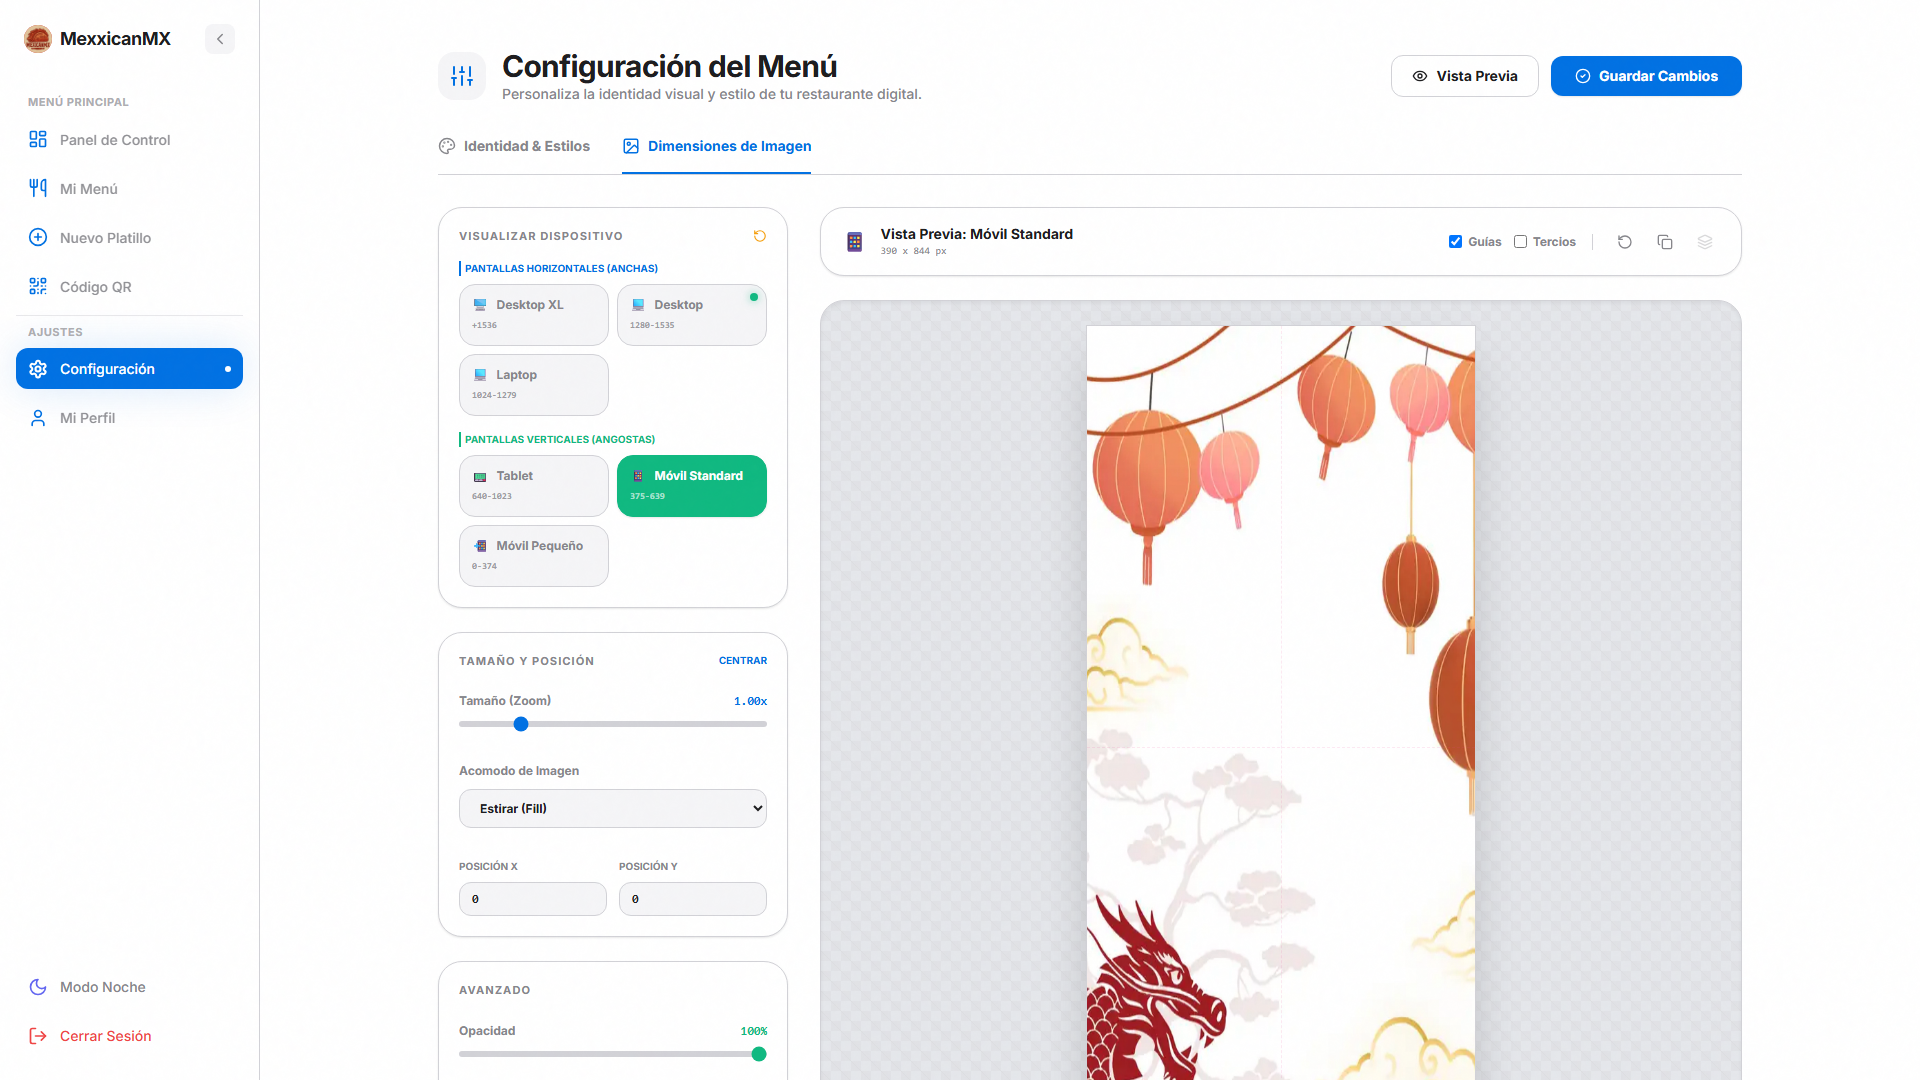 MexxicanMX
MENÚ PRINCIPAL
Panel de Control
Mi Menú
Nuevo Platillo
Código QR
AJUSTES
Configuración
Mi Perfil
Modo Noche
Cerrar Sesión
Configuración del Menú
Personaliza la identidad visual y estilo de tu restaurante digital.
Vista Previa
Guardar Cambios
Identidad & Estilos
Dimensiones de Imagen
VISUALIZAR DISPOSITIVO
PANTALLAS HORIZONTALES (ANCHAS)
Desktop XL
+1536
Desktop
1280-1535
Laptop
1024-1279
PANTALLAS VERTICALES (ANGOSTAS)
Tablet
640-1023
Móvil Standard
375-639
Móvil Pequeño
0-374
TAMAÑO Y POSICIÓN
CENTRAR
Tamaño (Zoom)
1.00x
Acomodo de Imagen
Estirar (Fill)
POSICIÓN X
POSICIÓN Y
0
0
AVANZADO
Opacidad
100%
Vista Previa: Móvil Standard
390 x 844 px
Guías
Tercios